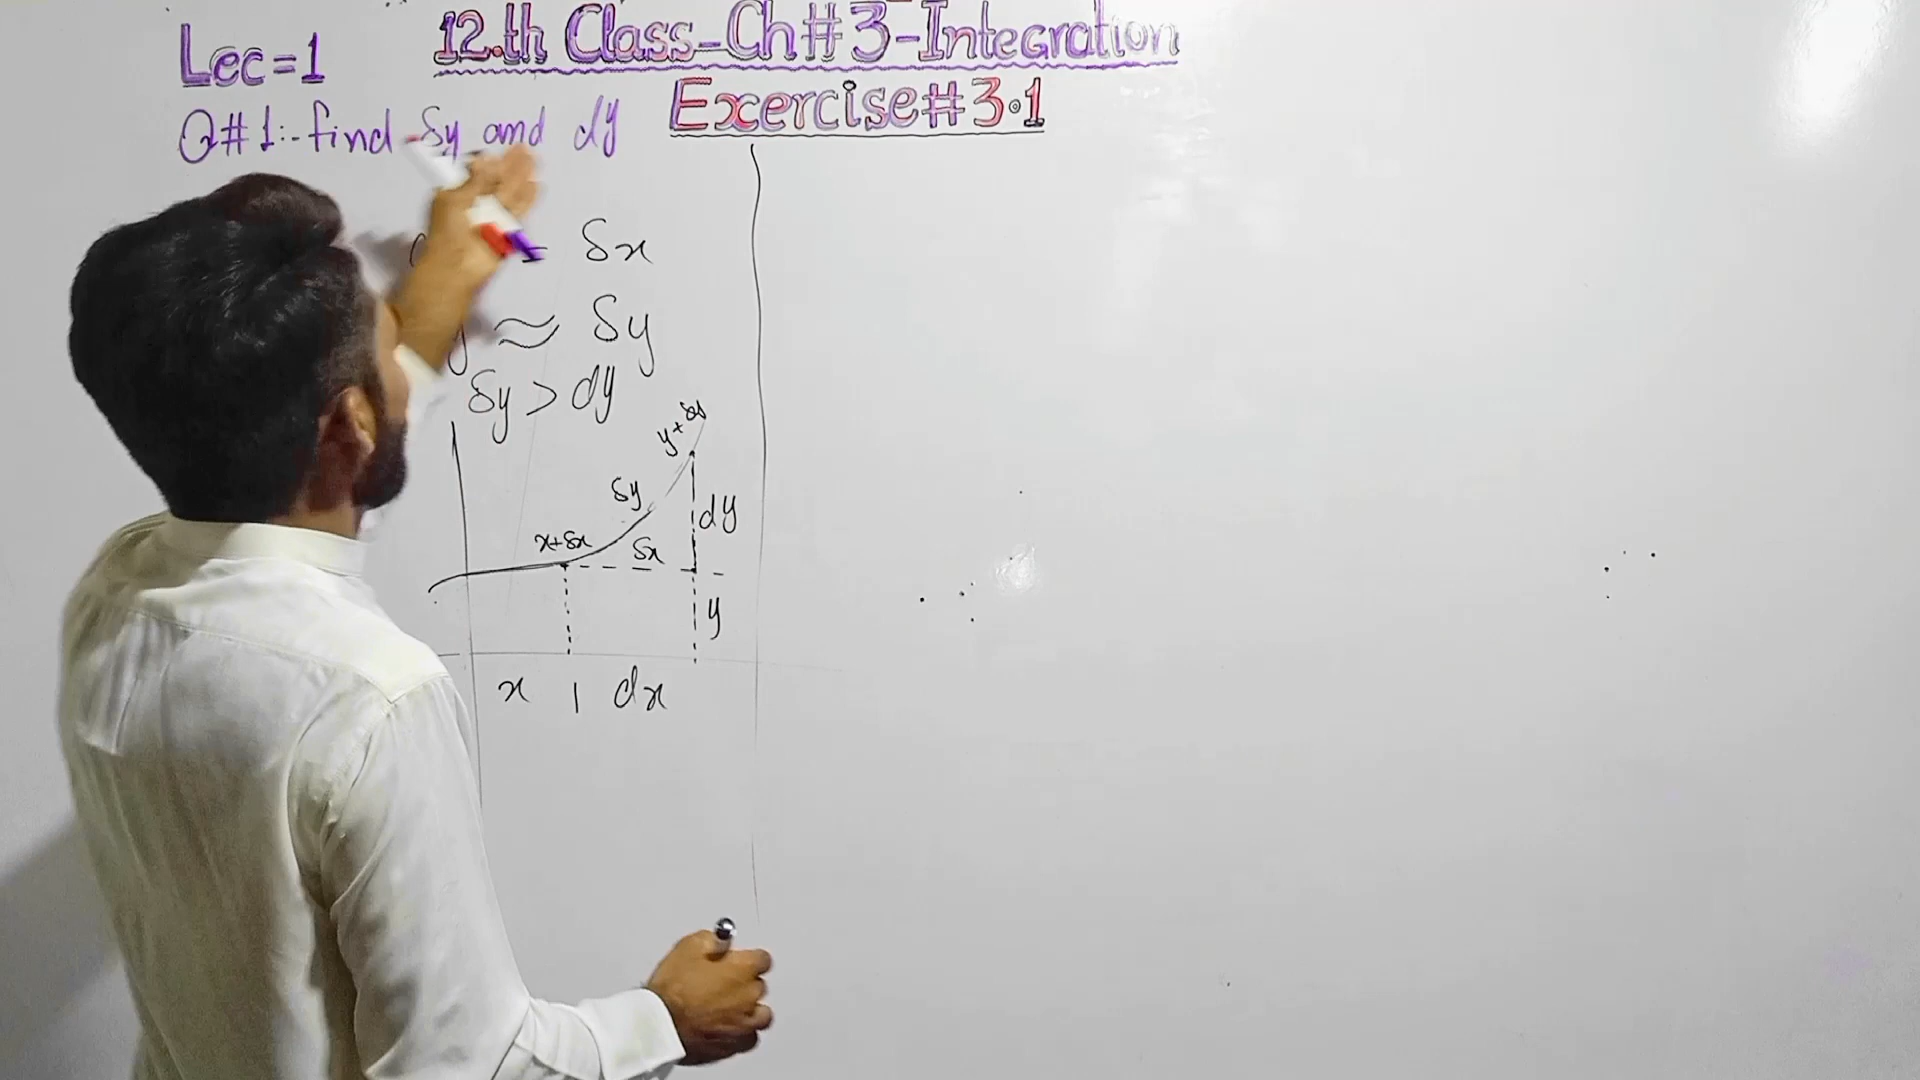 12.th Class-Ch#3-Integration
Lec=1
Exercise#3.1
Q#1:- find δy and dy
= δx
≈ δy
δy > dy
y+δy
δy
dy
x+δx
δx
y
x | dx